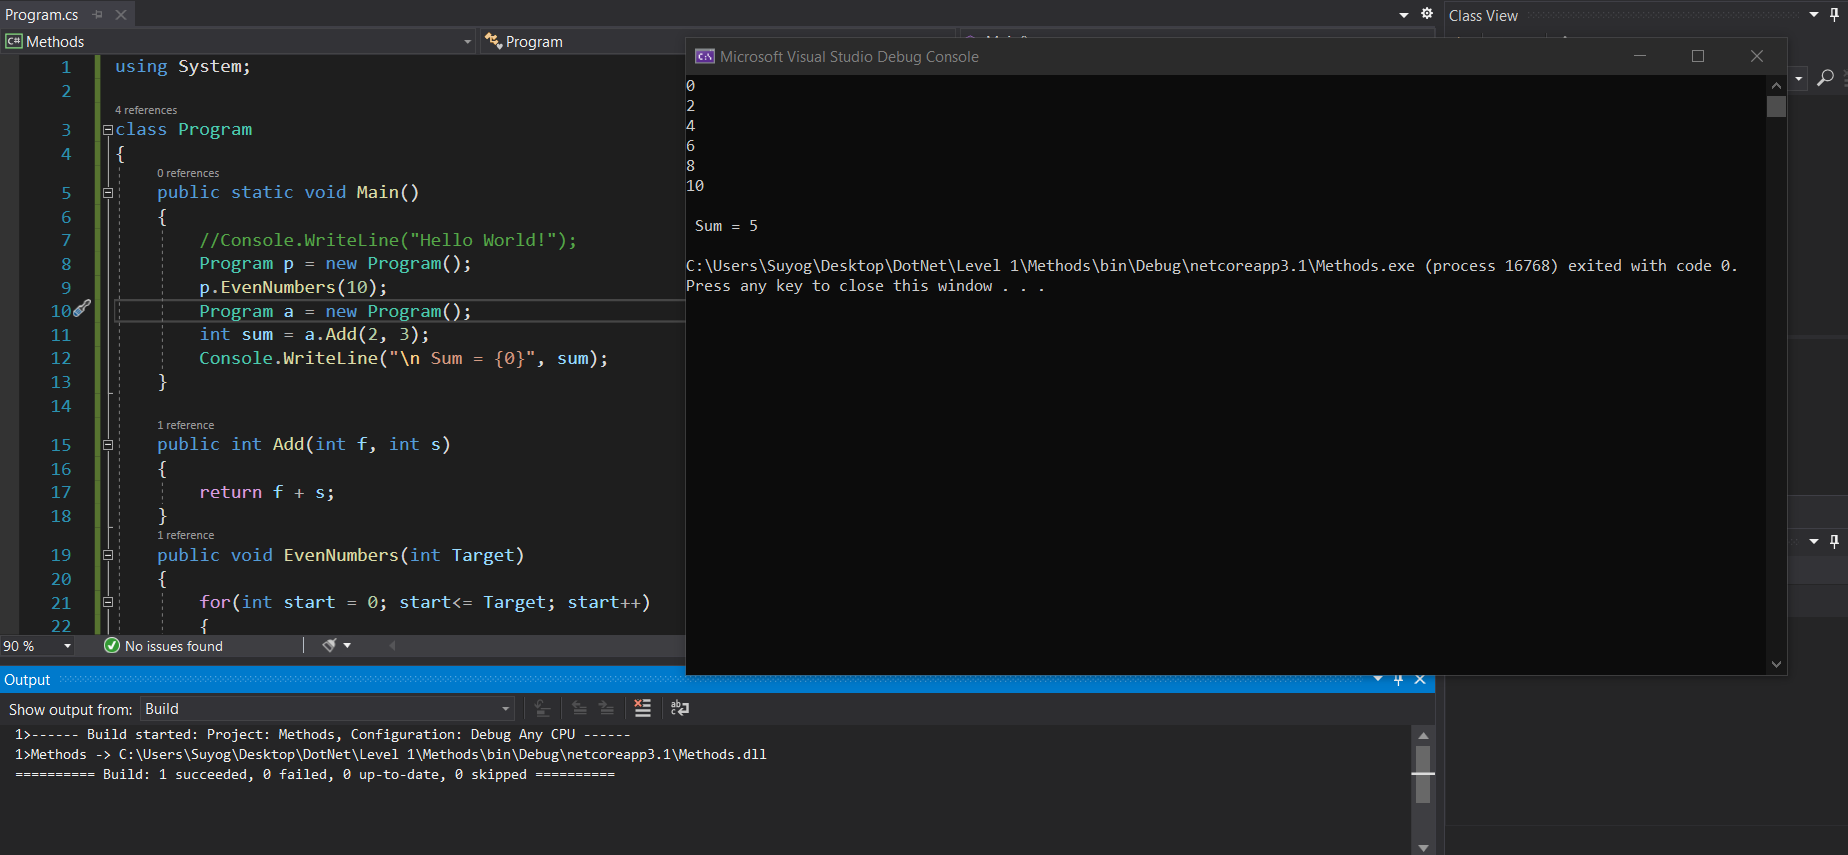 Program.cs
Class View
Methods
Program
1 using System;
2
4 references
3 class Program
4 {
0 references
5 public static void Main()
6 {
7 //Console.WriteLine("Hello World!");
8 Program p = new Program();
9 p.EvenNumbers(10);
10 Program a = new Program();
11 int sum = a.Add(2, 3);
12 Console.WriteLine("\n Sum = {0}", sum);
13 }
14
1 reference
15 public int Add(int f, int s)
16 {
17 return f + s;
18 }
1 reference
19 public void EvenNumbers(int Target)
20 {
21 for(int start = 0; start<= Target; start++)
22 {
90 %
No issues found
Microsoft Visual Studio Debug Console
0
2
4
6
8
10
Sum = 5
C:\Users\Suyog\Desktop\DotNet\Level 1\Methods\bin\Debug\netcoreapp3.1\Methods.exe (process 16768) exited with code 0.
Press any key to close this window . . .
Output
Show output from: Build
1>------ Build started: Project: Methods, Configuration: Debug Any CPU ------
1>Methods -> C:\Users\Suyog\Desktop\DotNet\Level 1\Methods\bin\Debug\netcoreapp3.1\Methods.dll
========== Build: 1 succeeded, 0 failed, 0 up-to-date, 0 skipped ==========